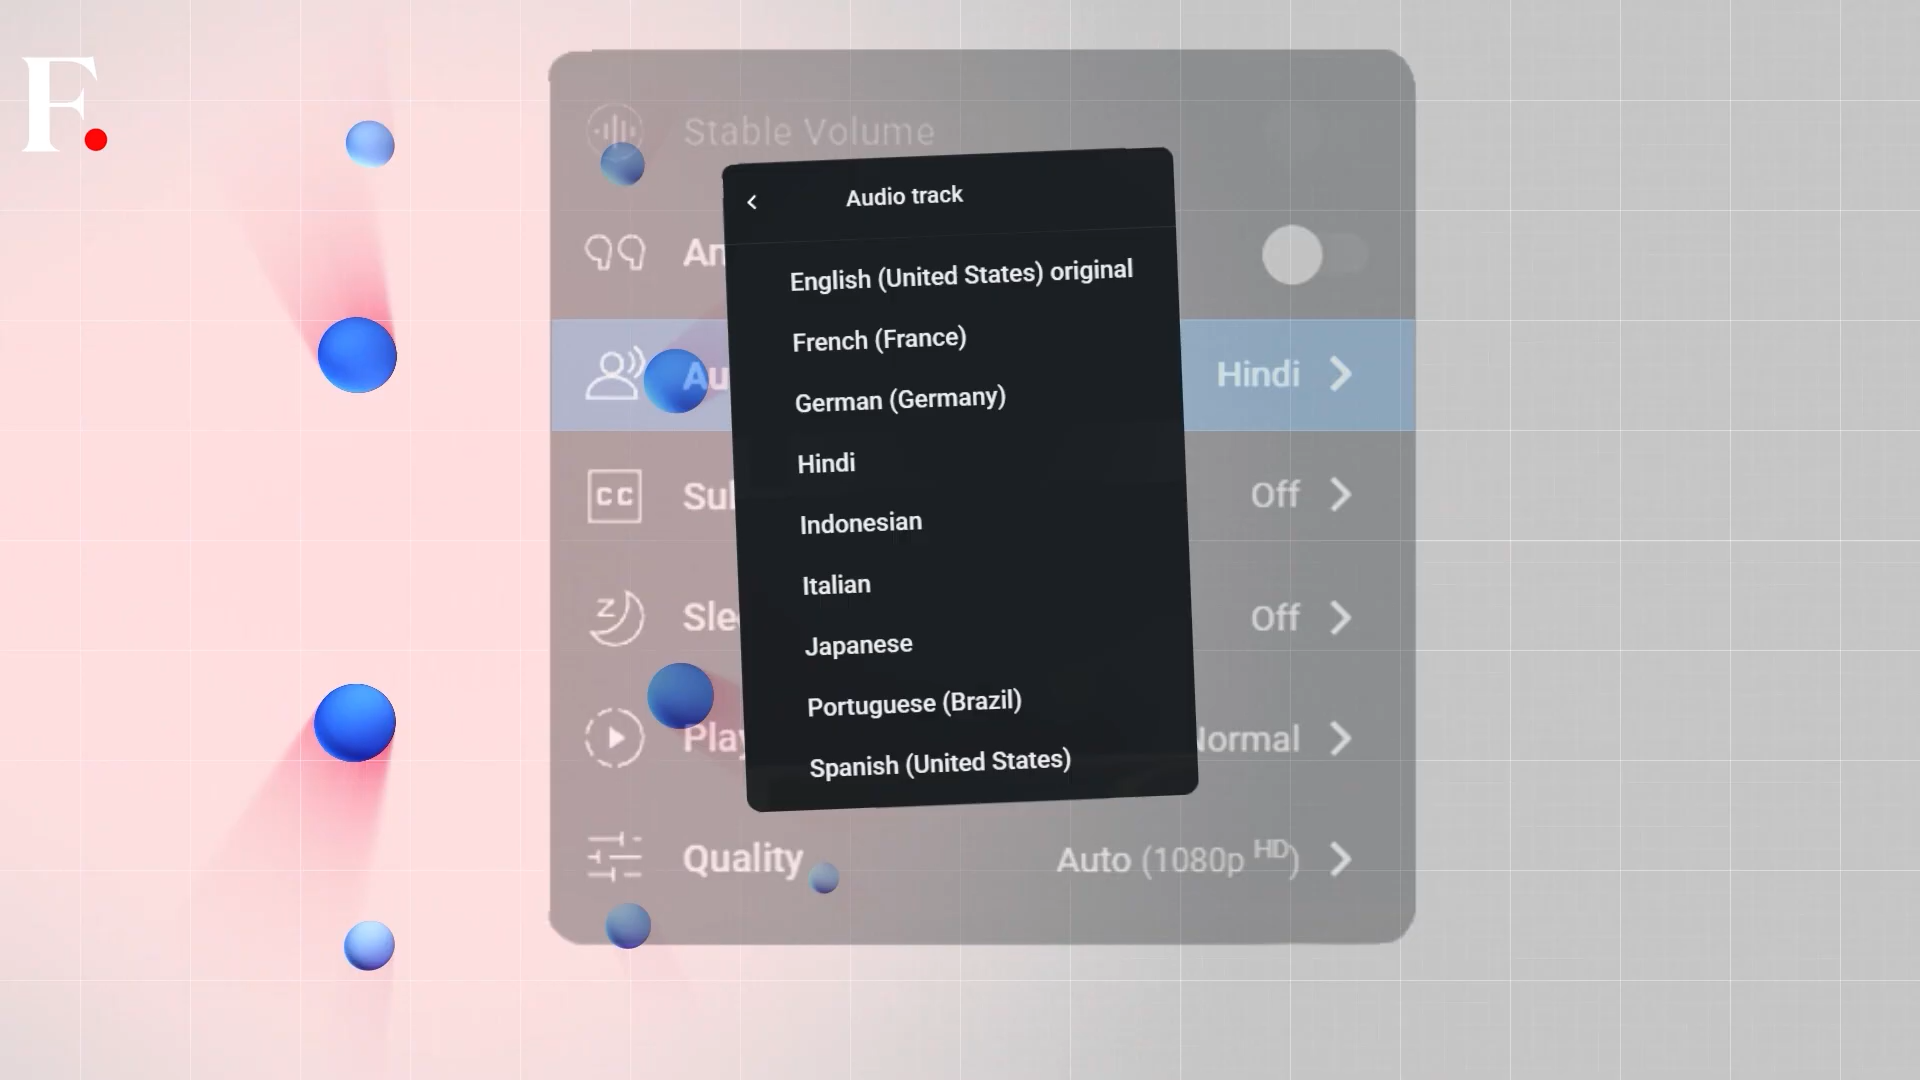 F.
Stable Volume
Audio track
English (United States) original
French (France)
Hindi
German (Germany)
Hindi
Off
Indonesian
Italian
Off
Japanese
Portuguese (Brazil)
Spanish (United States)
Quality
Auto (1080p HD)
CC